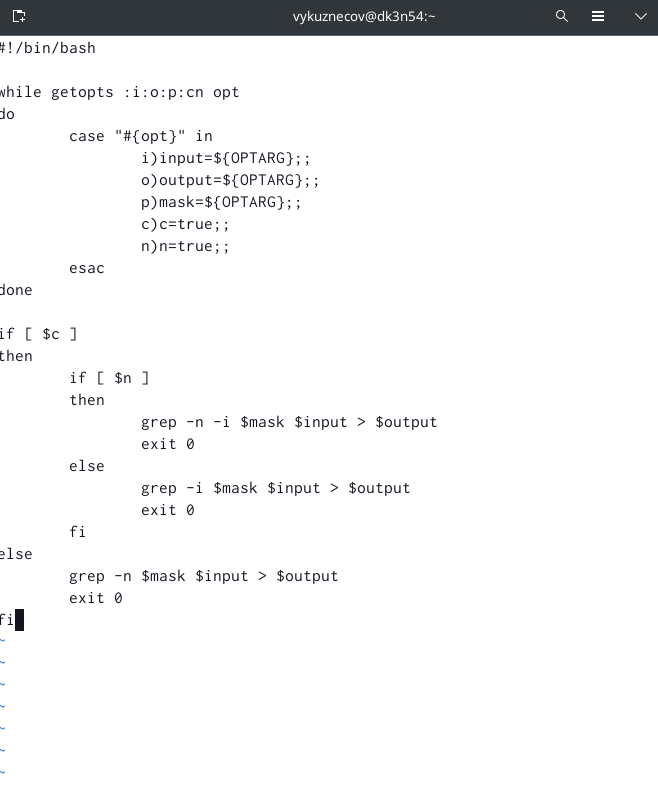 vykuznecov@dk3n54:~
#!/bin/bash
while getopts :i:o:p:cn opt
do
case "#{opt}" in
i)input=${OPTARG};;
o)output=${OPTARG};;
p)mask=${OPTARG};;
c)c=true;;
n)n=true;;
esac
done
if [ $c ]
then
if [ $n ]
then
grep -n -i $mask $input > $output
exit 0
else
grep -i $mask $input > $output
exit 0
fi
else
grep -n $mask $input > $output
exit 0
fi
~
~
~
~
~
~
~